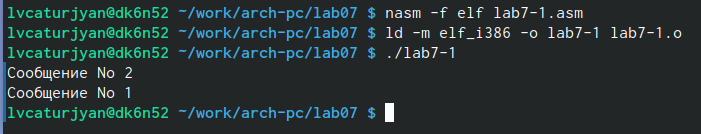 lvcaturjyan@dk6n52 ~/work/arch-pc/lab07 $ nasm -f elf lab7-1.asm
lvcaturjyan@dk6n52 ~/work/arch-pc/lab07 $ ld -m elf_i386 -o lab7-1 lab7-1.o
lvcaturjyan@dk6n52 ~/work/arch-pc/lab07 $ ./lab7-1
Сообщение No 2
Сообщение No 1
lvcaturjyan@dk6n52 ~/work/arch-pc/lab07 $